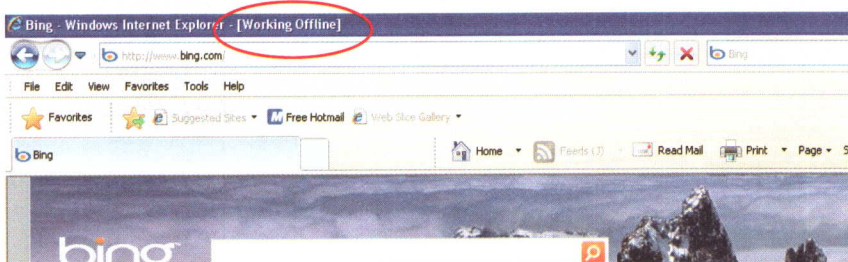 Bing - Windows Internet Explorer - [Working Offline]
http://www.bing.com/ Bing
File Edit View Favorites Tools Help
Favorites Suggested Sites Free Hotmail Web Slice Gallery
Bing Home Feeds (J) Read Mail Print Page S
bing